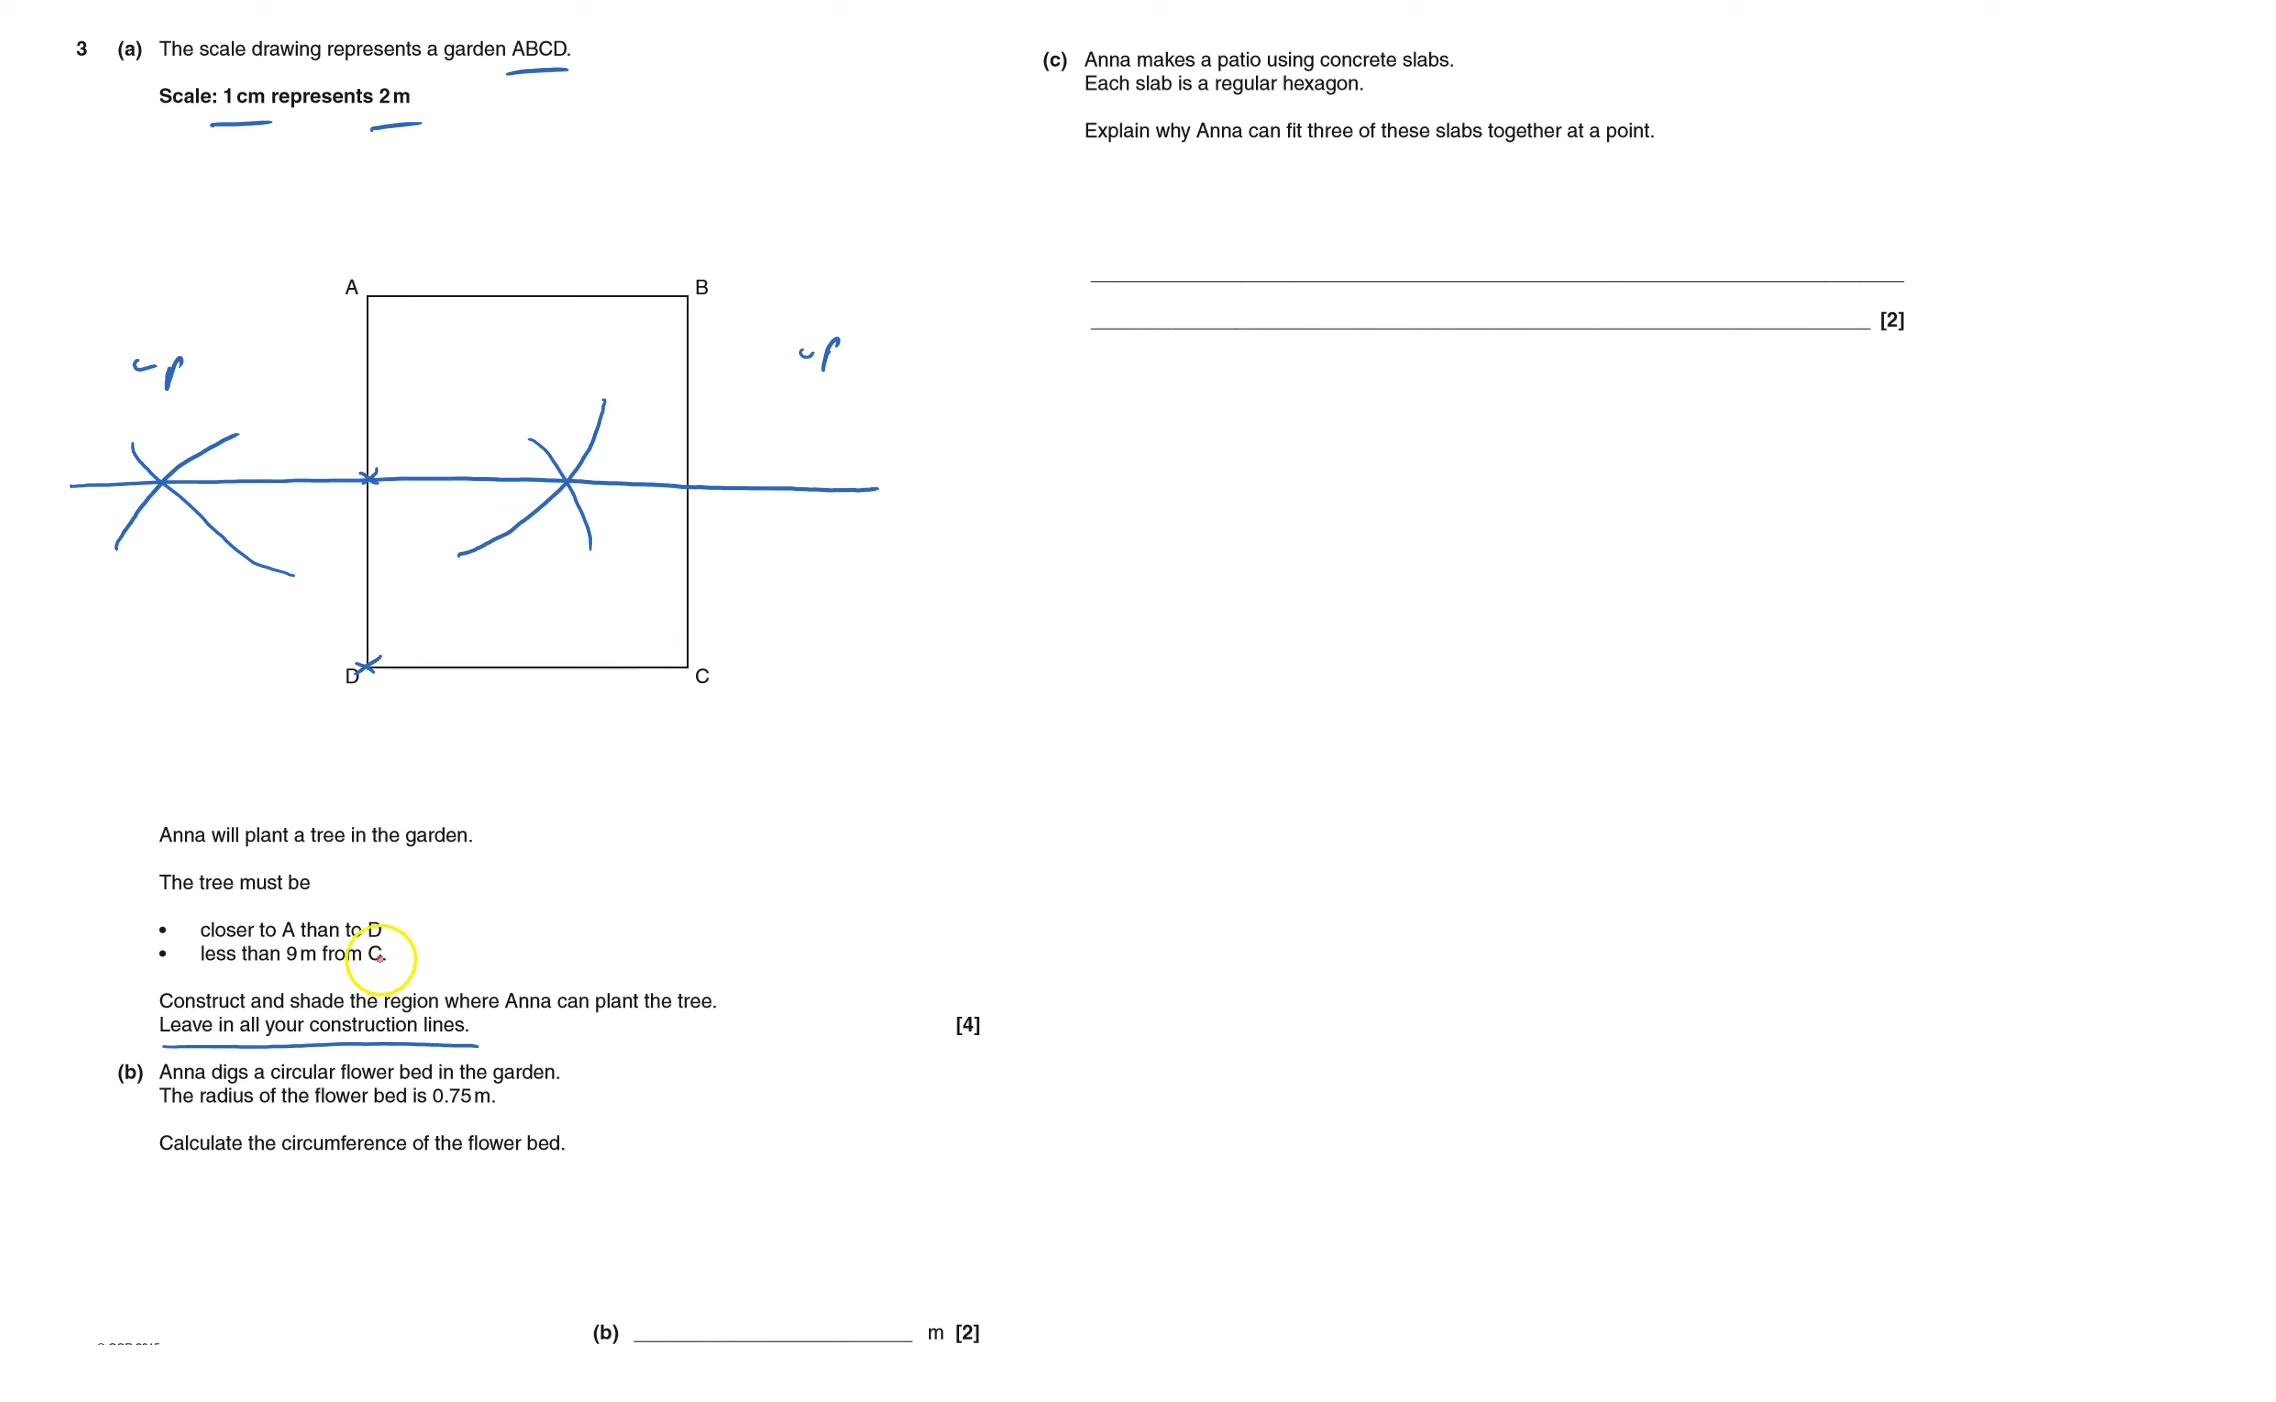 3 (a) The scale drawing represents a garden ABCD.
Scale: 1 cm represents 2 m
A
B
up
up
D
C
Anna will plant a tree in the garden.
The tree must be
• closer to A than to D
• less than 9 m from C.
Construct and shade the region where Anna can plant the tree.
Leave in all your construction lines. [4]
(b) Anna digs a circular flower bed in the garden.
The radius of the flower bed is 0.75 m.
Calculate the circumference of the flower bed.
(b) ____________________ m [2]
(c) Anna makes a patio using concrete slabs.
Each slab is a regular hexagon.
Explain why Anna can fit three of these slabs together at a point.
[2]